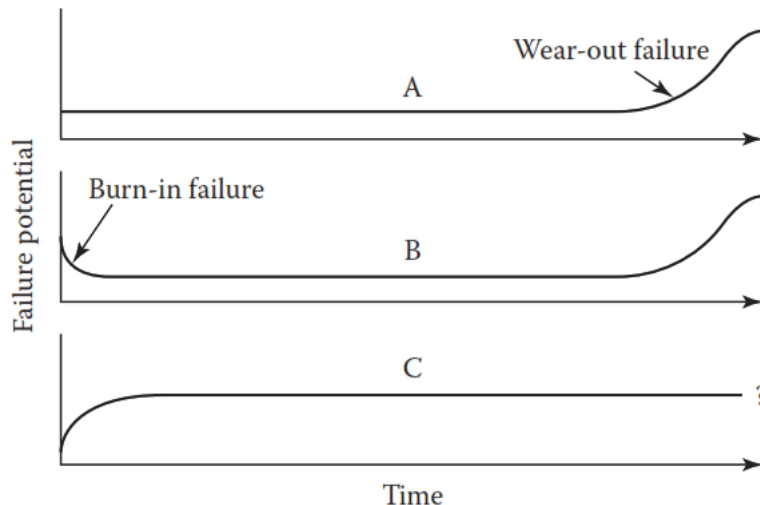 Wear-out failure
A
Burn-in failure
B
C
?
Failure potential
Time